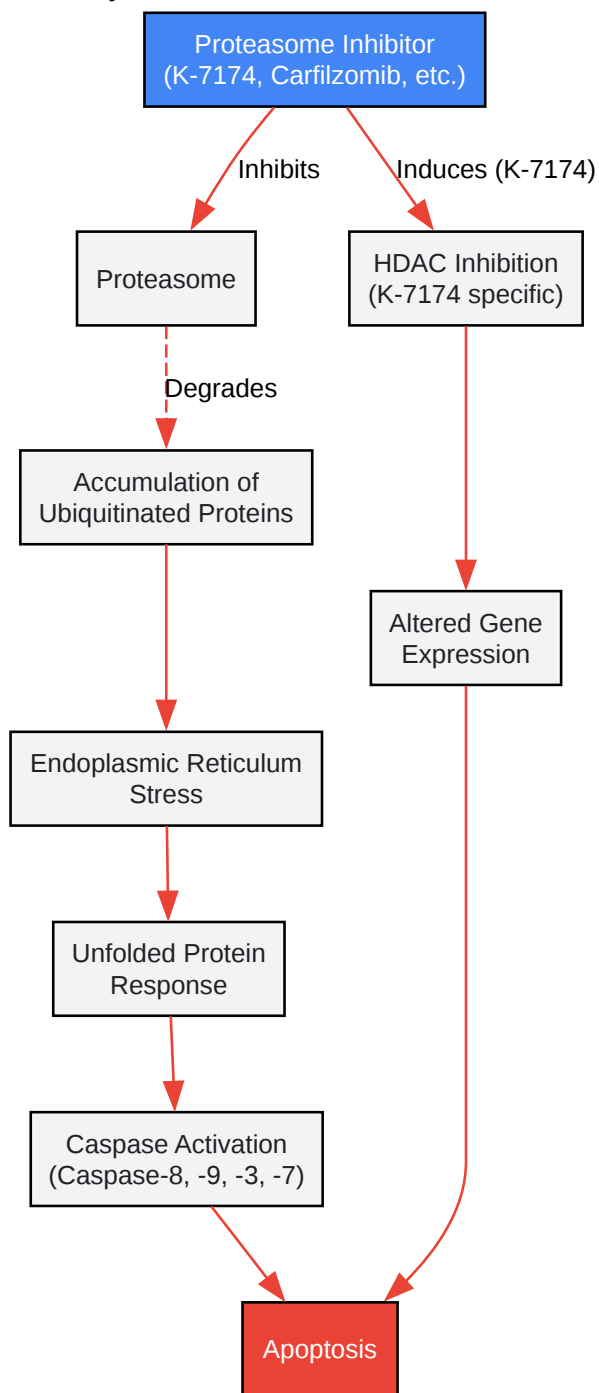 Proteasome Inhibitor
(K-7174, Carfilzomib, etc.)
Inhibits
Induces (K-7174)
Proteasome
HDAC Inhibition
(K-7174 specific)
Degrades
Accumulation of
Ubiquitinated Proteins
Altered Gene
Expression
Endoplasmic Reticulum
Stress
Unfolded Protein
Response
Caspase Activation
(Caspase-8, -9, -3, -7)
Apoptosis